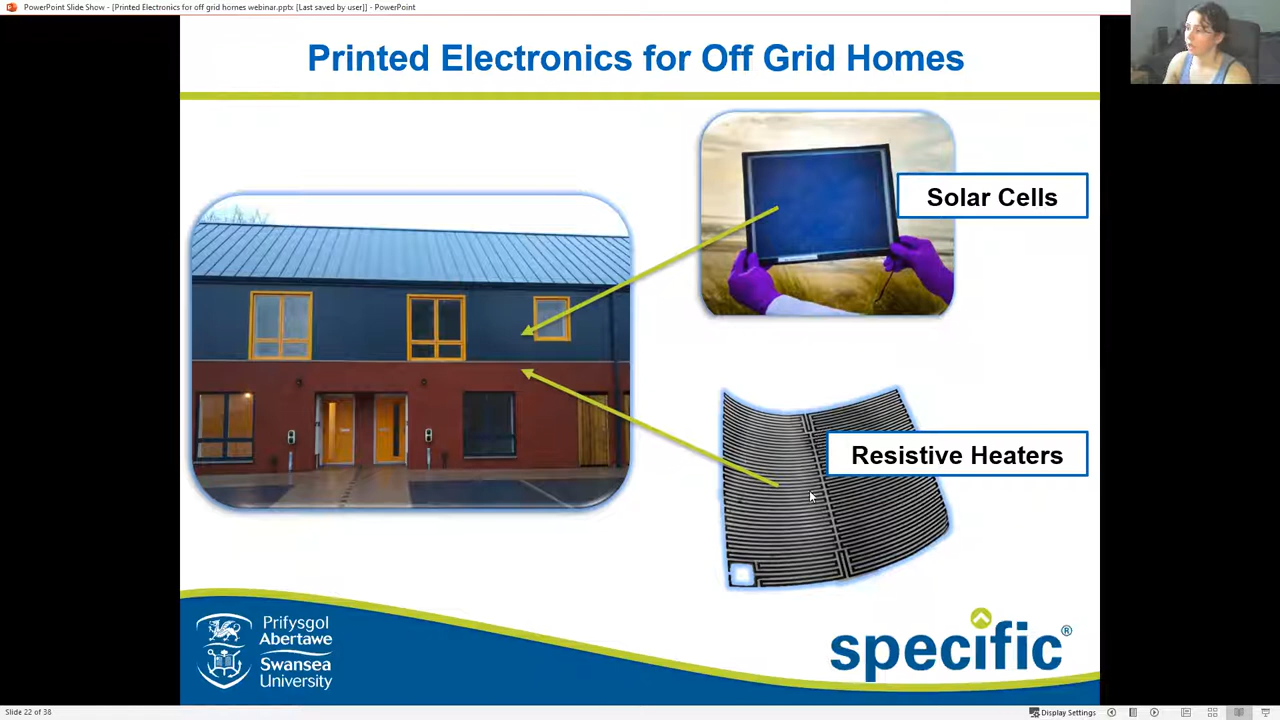 PowerPoint Slide Show - [Printed Electronics for off grid homes webinar.pptx [Last saved by user]] - PowerPoint
Printed Electronics for Off Grid Homes
Solar Cells
Resistive Heaters
Prifysgol
Abertawe
Swansea
University
specific®
Slide 22 of 38
Display Settings